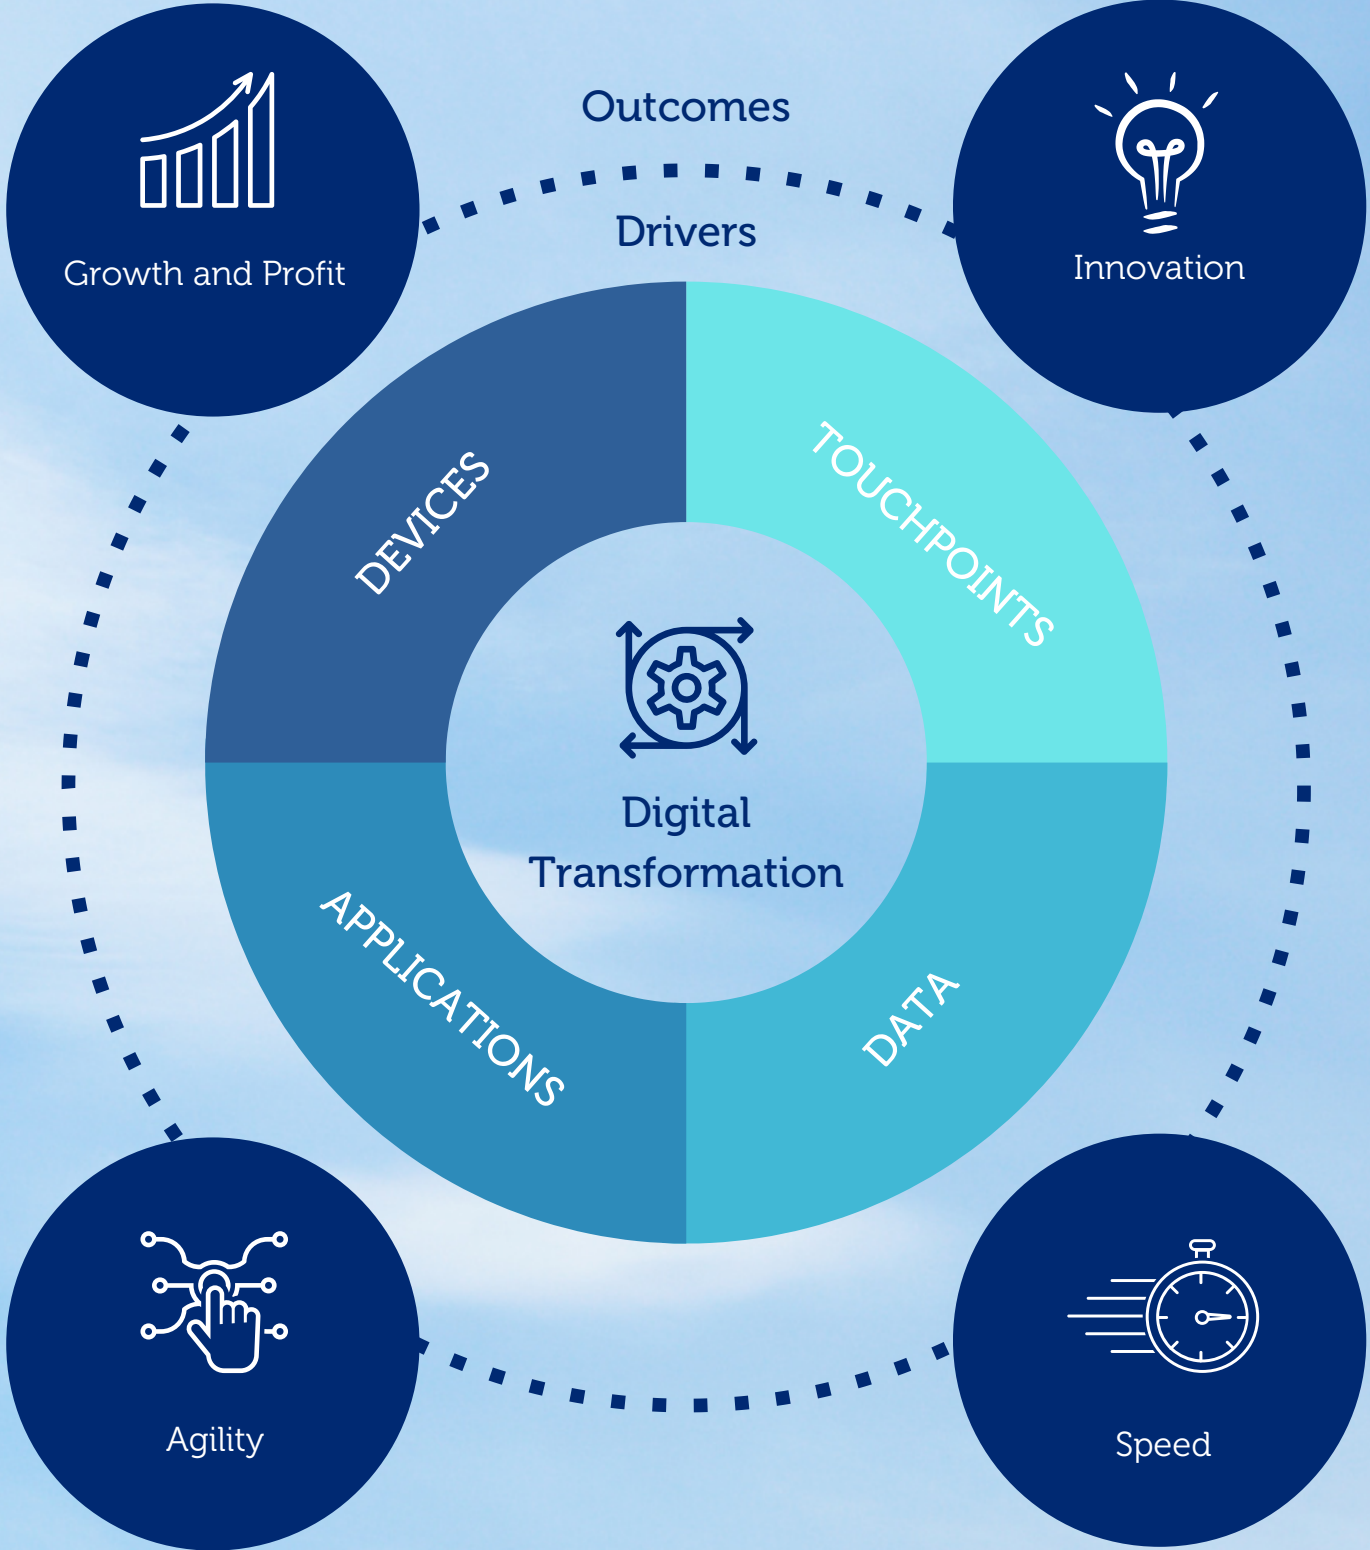 Outcomes
Drivers
Growth and Profit
Innovation
DEVICES
TOUCHPOINTS
Digital
Transformation
APPLICATIONS
DATA
Agility
Speed